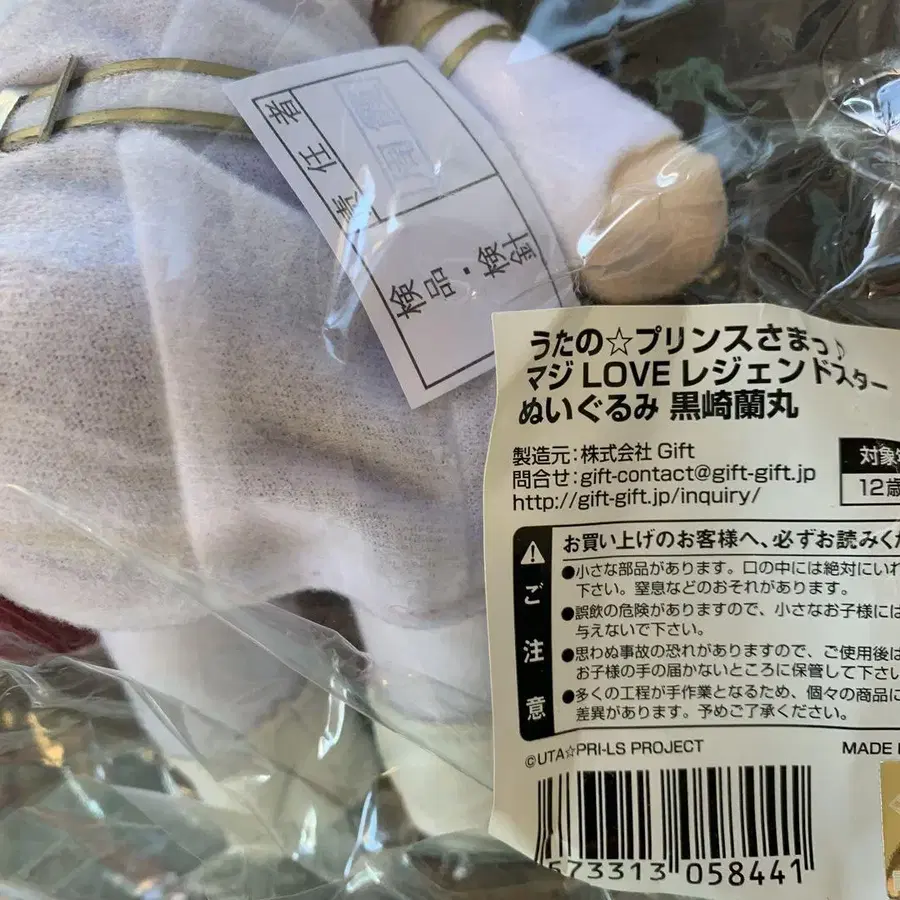 責任者
検品・検針
うたの☆プリンスさまっ♪
マジLOVEレジェンドスター
ぬいぐるみ 黒崎蘭丸
製造元:株式会社 Gift
問合せ:gift-contact@gift-gift.jp
http://gift-gift.jp/inquiry/
対象
12歳
お買い上げのお客様へ、必ずお読みく
ご注意
●小さな部品があります。口の中には絶対にいれ
下さい。窒息などのおそれがあります。
●誤飲の危険がありますので、小さなお子様には
与えないで下さい。
●思わぬ事故の恐れがありますので、ご使用後は
お子様の手の届かないところに保管して下さい
●多くの工程が手作業となるため、個々の商品に
差異があります。予めご了承ください。
©UTA☆PRI-LS PROJECT
MADE
573313 058441